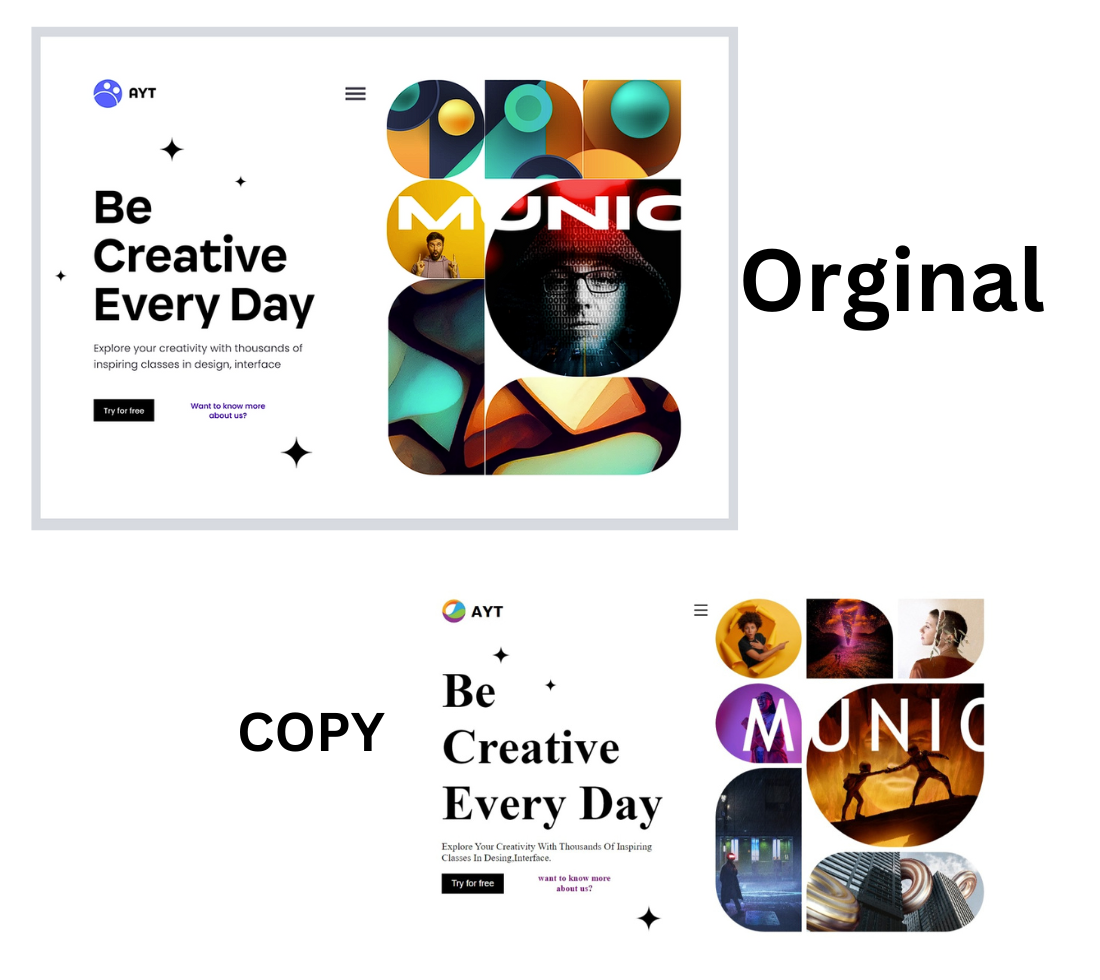 AYT
MUNIC
Be
Creative
Every Day
Orginal
Explore your creativity with thousands of
inspiring classes in design, interface
Try for free
Want to know more
about us?
AYT
Be
MUNIC
COPY
Creative
Every Day
Explore Your Creativity With Thousands Of Inspiring
Classes In Desing,Interface.
Try for free
want to know more
about us?